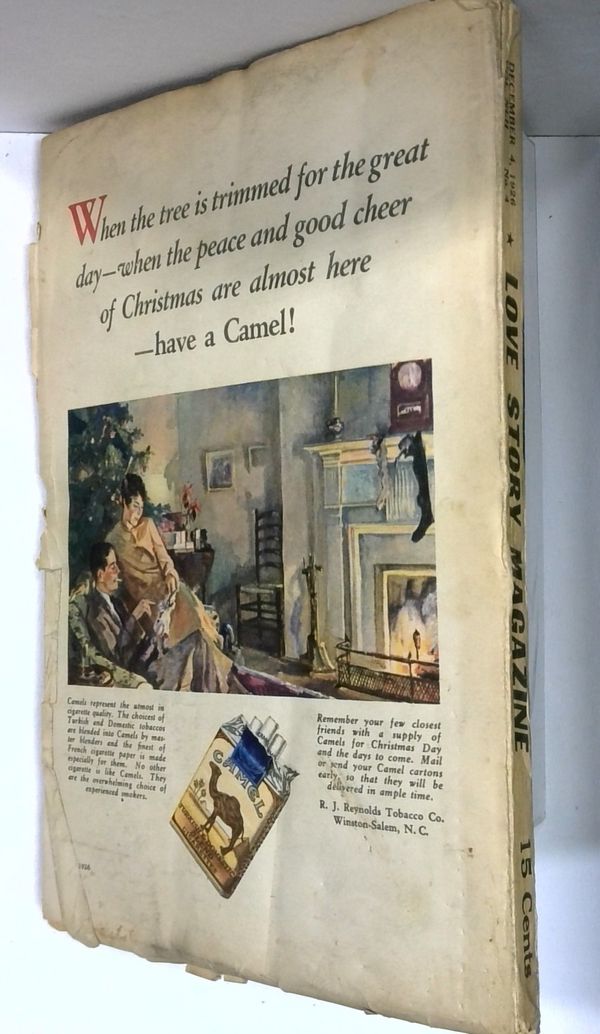 When the tree is trimmed for the great
day—when the peace and good cheer
of Christmas are almost here
—have a Camel!
Camels represent the utmost in
cigarette quality. The choicest of
Turkish and Domestic tobaccos
are blended into Camels by mas-
ter blenders and the finest of
French cigarette paper is made
especially for them. No other
cigarette is like Camels. They
are the overwhelming choice of
experienced smokers.
CAMEL
Remember your few closest
friends with a supply of
Camels for Christmas Day
and the days to come. Mail
or send your Camel cartons
early, so that they will be
delivered in ample time.
R. J. Reynolds Tobacco Co.
Winston-Salem, N. C.
1926
DECEMBER 4, 1926
No. 4
★ LOVE STORY MAGAZINE
15 Cents